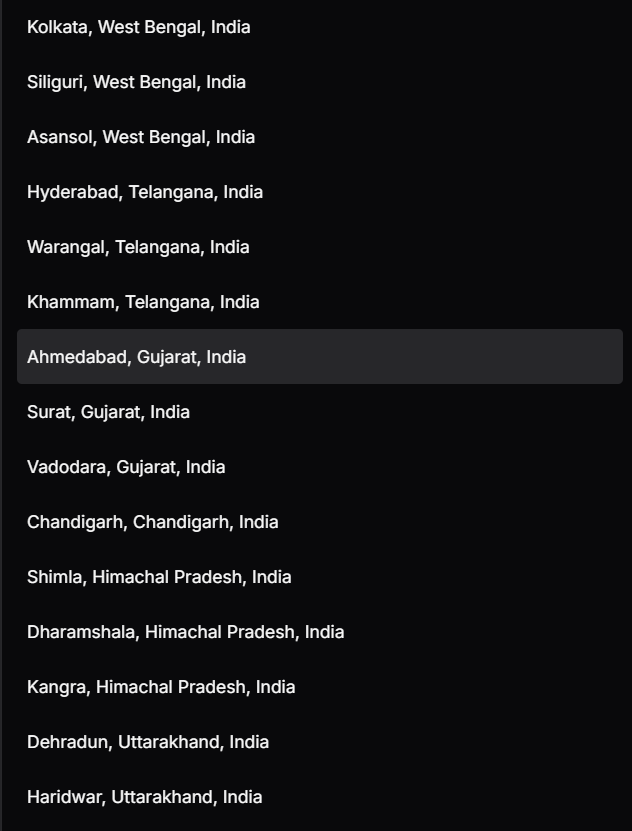 Kolkata, West Bengal, India
Siliguri, West Bengal, India
Asansol, West Bengal, India
Hyderabad, Telangana, India
Warangal, Telangana, India
Khammam, Telangana, India
Ahmedabad, Gujarat, India
Surat, Gujarat, India
Vadodara, Gujarat, India
Chandigarh, Chandigarh, India
Shimla, Himachal Pradesh, India
Dharamshala, Himachal Pradesh, India
Kangra, Himachal Pradesh, India
Dehradun, Uttarakhand, India
Haridwar, Uttarakhand, India